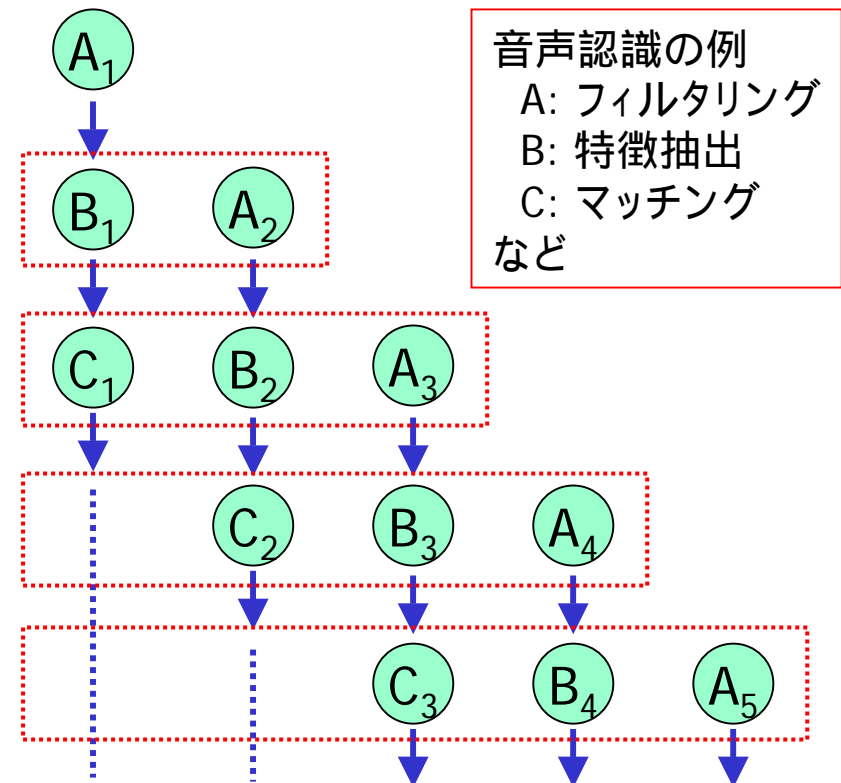 A1
音声認識の例
A: フィルタリング
B: 特徴抽出
C: マッチング
など
B1 A2
C1 B2 A3
C2 B3 A4
C3 B4 A5